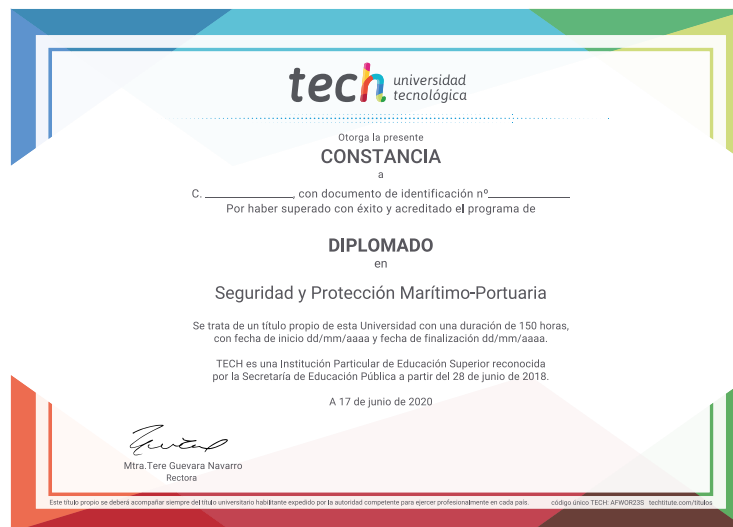 tech universidad
tecnológica
Otorga la presente
CONSTANCIA
a
C. ______________, con documento de identificación nº______________
Por haber superado con éxito y acreditado el programa de
DIPLOMADO
en
Seguridad y Protección Marítimo-Portuaria
Se trata de un título propio de esta Universidad con una duración de 150 horas,
con fecha de inicio dd/mm/aaaa y fecha de finalización dd/mm/aaaa.
TECH es una Institución Particular de Educación Superior reconocida
por la Secretaría de Educación Pública a partir del 28 de junio de 2018.
A 17 de junio de 2020
Mtra.Tere Guevara Navarro
Rectora
Este título propio se deberá acompañar siempre del título universitario habilitante expedido por la autoridad competente para ejercer profesionalmente en cada país. código único TECH: AFWOR23S techtitute.com/titulos